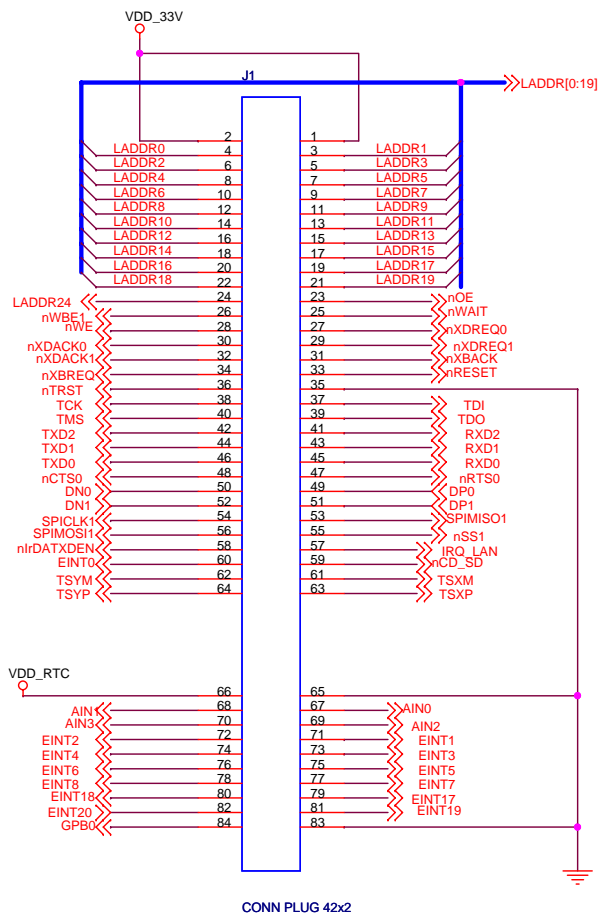 VDD_33V
J1
LADDR[0:19]
2 1
LADDR0 4 3 LADDR1
LADDR2 6 5 LADDR3
LADDR4 8 7 LADDR5
LADDR6 10 9 LADDR7
LADDR8 12 11 LADDR9
LADDR10 14 13 LADDR11
LADDR12 16 15 LADDR13
LADDR14 18 17 LADDR15
LADDR16 20 19 LADDR17
LADDR18 22 21 LADDR19
LADDR24 24 23 nOE
nWBE1 26 25 nWAIT
nWE 28 27 nXDREQ0
nXDACK0 30 29 nXDREQ1
nXDACK1 32 31 nXBACK
nXBREQ 34 33 nRESET
nTRST 36 35
TCK 38 37 TDI
TMS 40 39 TDO
TXD2 42 41 RXD2
TXD1 44 43 RXD1
TXD0 46 45 RXD0
nCTS0 48 47 nRTS0
DN0 50 49 DP0
DN1 52 51 DP1
SPICLK1 54 53 SPIMISO1
SPIMOSI1 56 55 nSS1
nIrDATXDEN 58 57 IRQ_LAN
EINT0 60 59 nCD_SD
TSYM 62 61 TSXM
TSYP 64 63 TSXP
VDD_RTC
66 65
AIN1 68 67 AIN0
AIN3 70 69 AIN2
EINT2 72 71 EINT1
EINT4 74 73 EINT3
EINT6 76 75 EINT5
EINT8 78 77 EINT7
EINT18 80 79 EINT17
EINT20 82 81 EINT19
GPB0 84 83
CONN PLUG 42x2